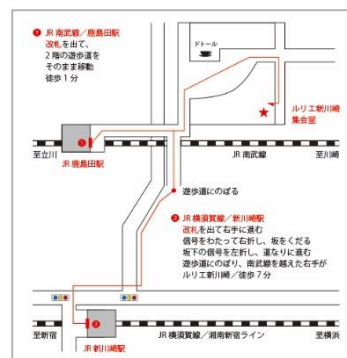 ❶ JR 南武線／鹿島田駅
改札を出て、
2階の遊歩道を
そのまま移動
徒歩1分
ドトール
ルリエ新川崎
集会室
至立川
❶
JR 鹿島田駅
JR 南武線
至川崎
遊歩道にのぼる
❷ JR 横須賀線／新川崎駅
改札を出て右手に進む
信号をわたって右折し、坂をくだる
坂下の信号を左折し、道なりに進む
遊歩道にのぼり、南武線を越えた右手が
ルリエ新川崎／徒歩7分
❷
至新宿
JR 新川崎駅
JR 横須賀線／湘南新宿ライン
至横浜